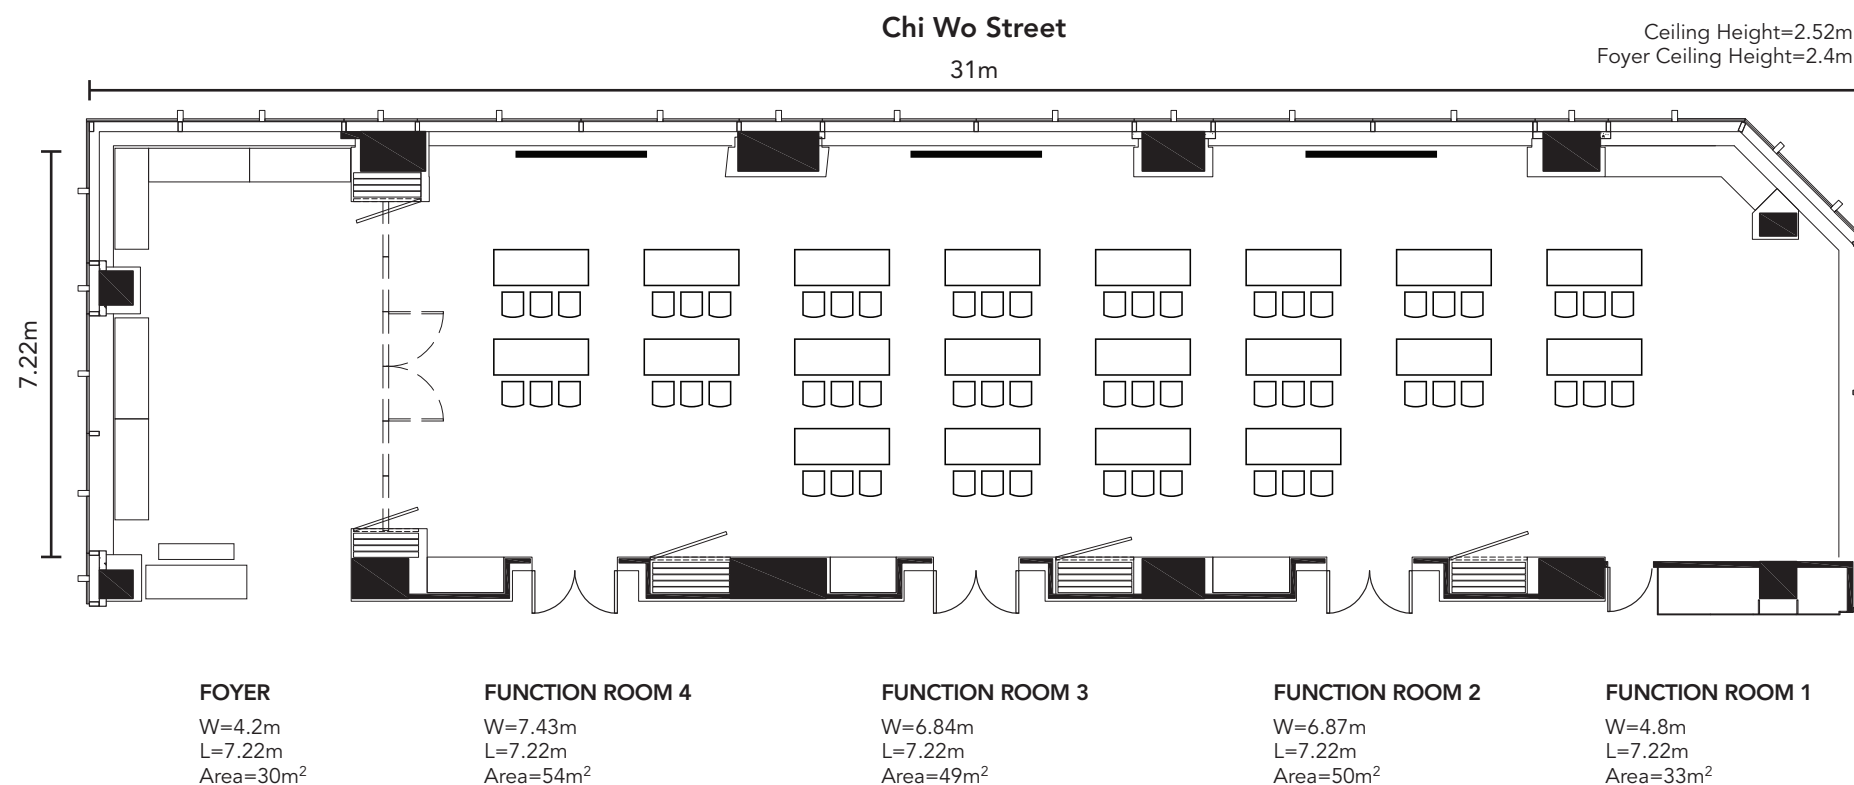 Chi Wo Street
31m
Ceiling Height=2.52m
Foyer Ceiling Height=2.4m
7.22m
FOYER
W=4.2m
L=7.22m
Area=30m²
FUNCTION ROOM 4
W=7.43m
L=7.22m
Area=54m²
FUNCTION ROOM 3
W=6.84m
L=7.22m
Area=49m²
FUNCTION ROOM 2
W=6.87m
L=7.22m
Area=50m²
FUNCTION ROOM 1
W=4.8m
L=7.22m
Area=33m²